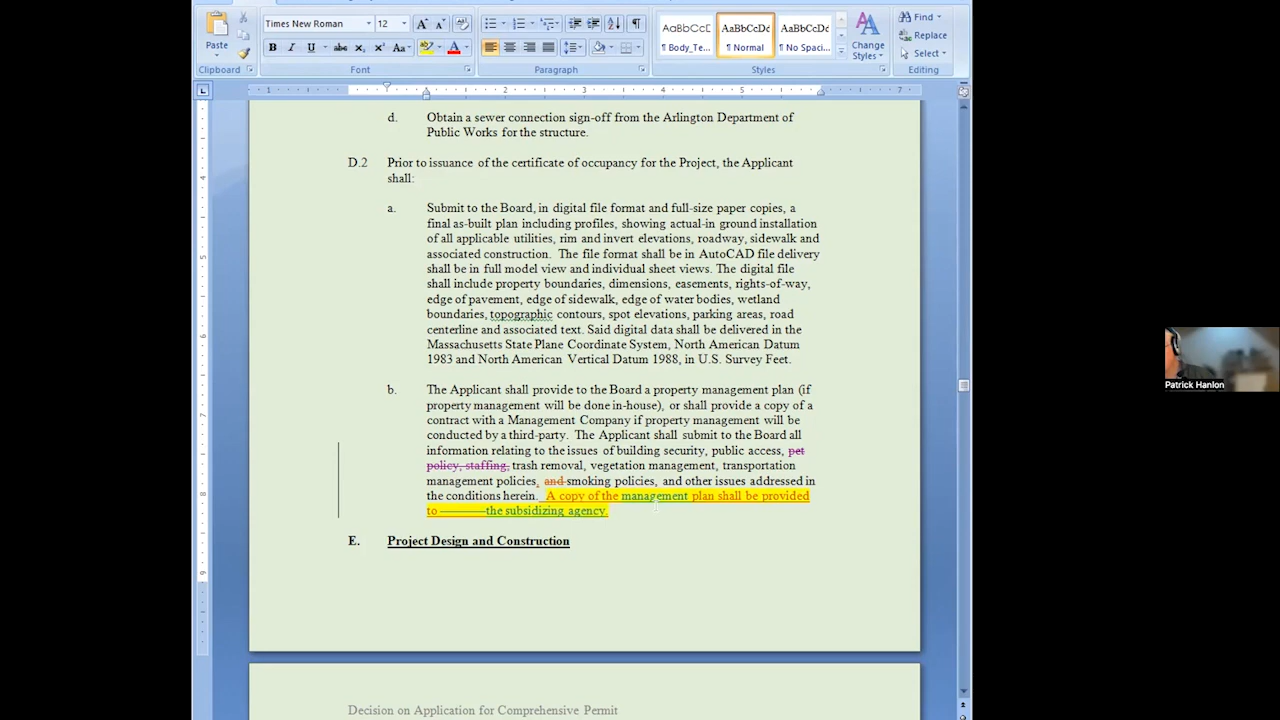 Times New Roman 12
Paste
B I U abc x₂ x² Aa
AaBbCcD AaBbCcDc AaBbCcDc
¶ Body_Te... ¶ Normal ¶ No Spaci...
Change
Styles
Find
Replace
Select
Clipboard Font Paragraph Styles Editing
1 1 2 3 4 5 6 7
d. Obtain a sewer connection sign-off from the Arlington Department of
Public Works for the structure.
D.2 Prior to issuance of the certificate of occupancy for the Project, the Applicant
shall:
a. Submit to the Board, in digital file format and full-size paper copies, a
final as-built plan including profiles, showing actual-in ground installation
of all applicable utilities, rim and invert elevations, roadway, sidewalk and
associated construction. The file format shall be in AutoCAD file delivery
shall be in full model view and individual sheet views. The digital file
shall include property boundaries, dimensions, easements, rights-of-way,
edge of pavement, edge of sidewalk, edge of water bodies, wetland
boundaries, topographic contours, spot elevations, parking areas, road
centerline and associated text. Said digital data shall be delivered in the
Massachusetts State Plane Coordinate System, North American Datum
1983 and North American Vertical Datum 1988, in U.S. Survey Feet.
b. The Applicant shall provide to the Board a property management plan (if
property management will be done in-house), or shall provide a copy of a
contract with a Management Company if property management will be
conducted by a third-party. The Applicant shall submit to the Board all
information relating to the issues of building security, public access, pet
policy, staffing, trash removal, vegetation management, transportation
management policies, and smoking policies, and other issues addressed in
the conditions herein. A copy of the management plan shall be provided
to the subsidizing agency.
E. Project Design and Construction
Decision on Application for Comprehensive Permit
Patrick Hanlon